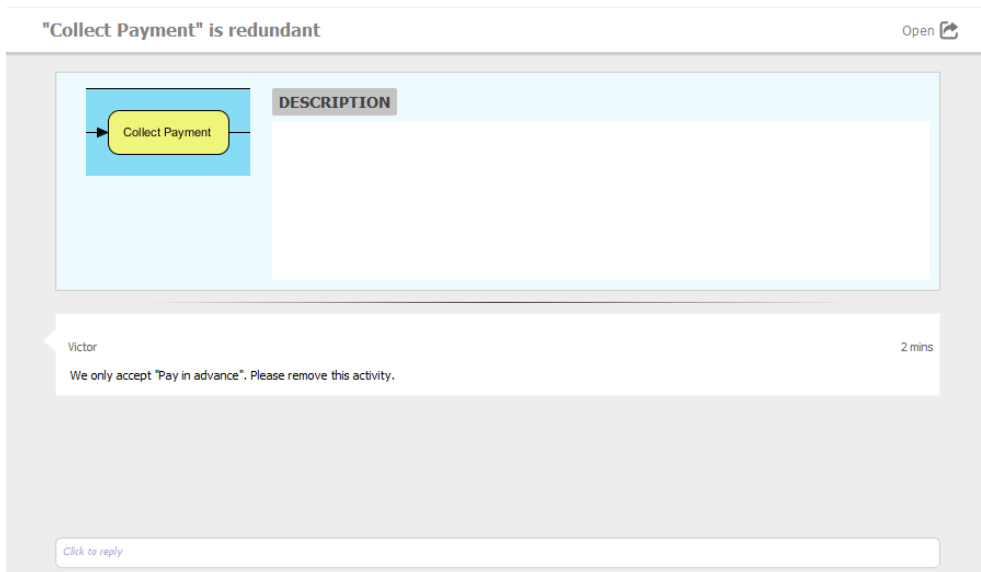 "Collect Payment" is redundant
Open
Collect Payment
DESCRIPTION
Victor
2 mins
We only accept "Pay in advance". Please remove this activity.
Click to reply